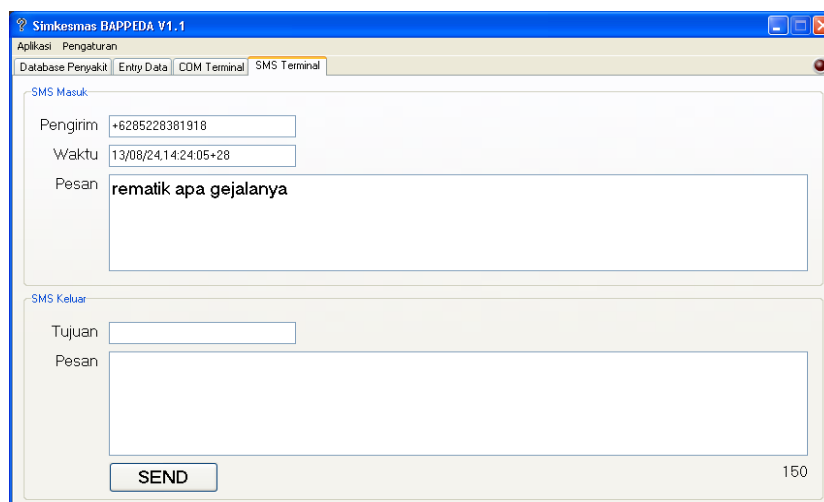 Simkesmas BAPPEDA V1.1
Aplikasi Pengaturan
Database Penyakit Entry Data COM Terminal SMS Terminal
SMS Masuk
Pengirim +6285228381918
Waktu 13/08/24,14:24:05+28
Pesan rematik apa gejalanya
SMS Keluar
Tujuan
Pesan
SEND 150